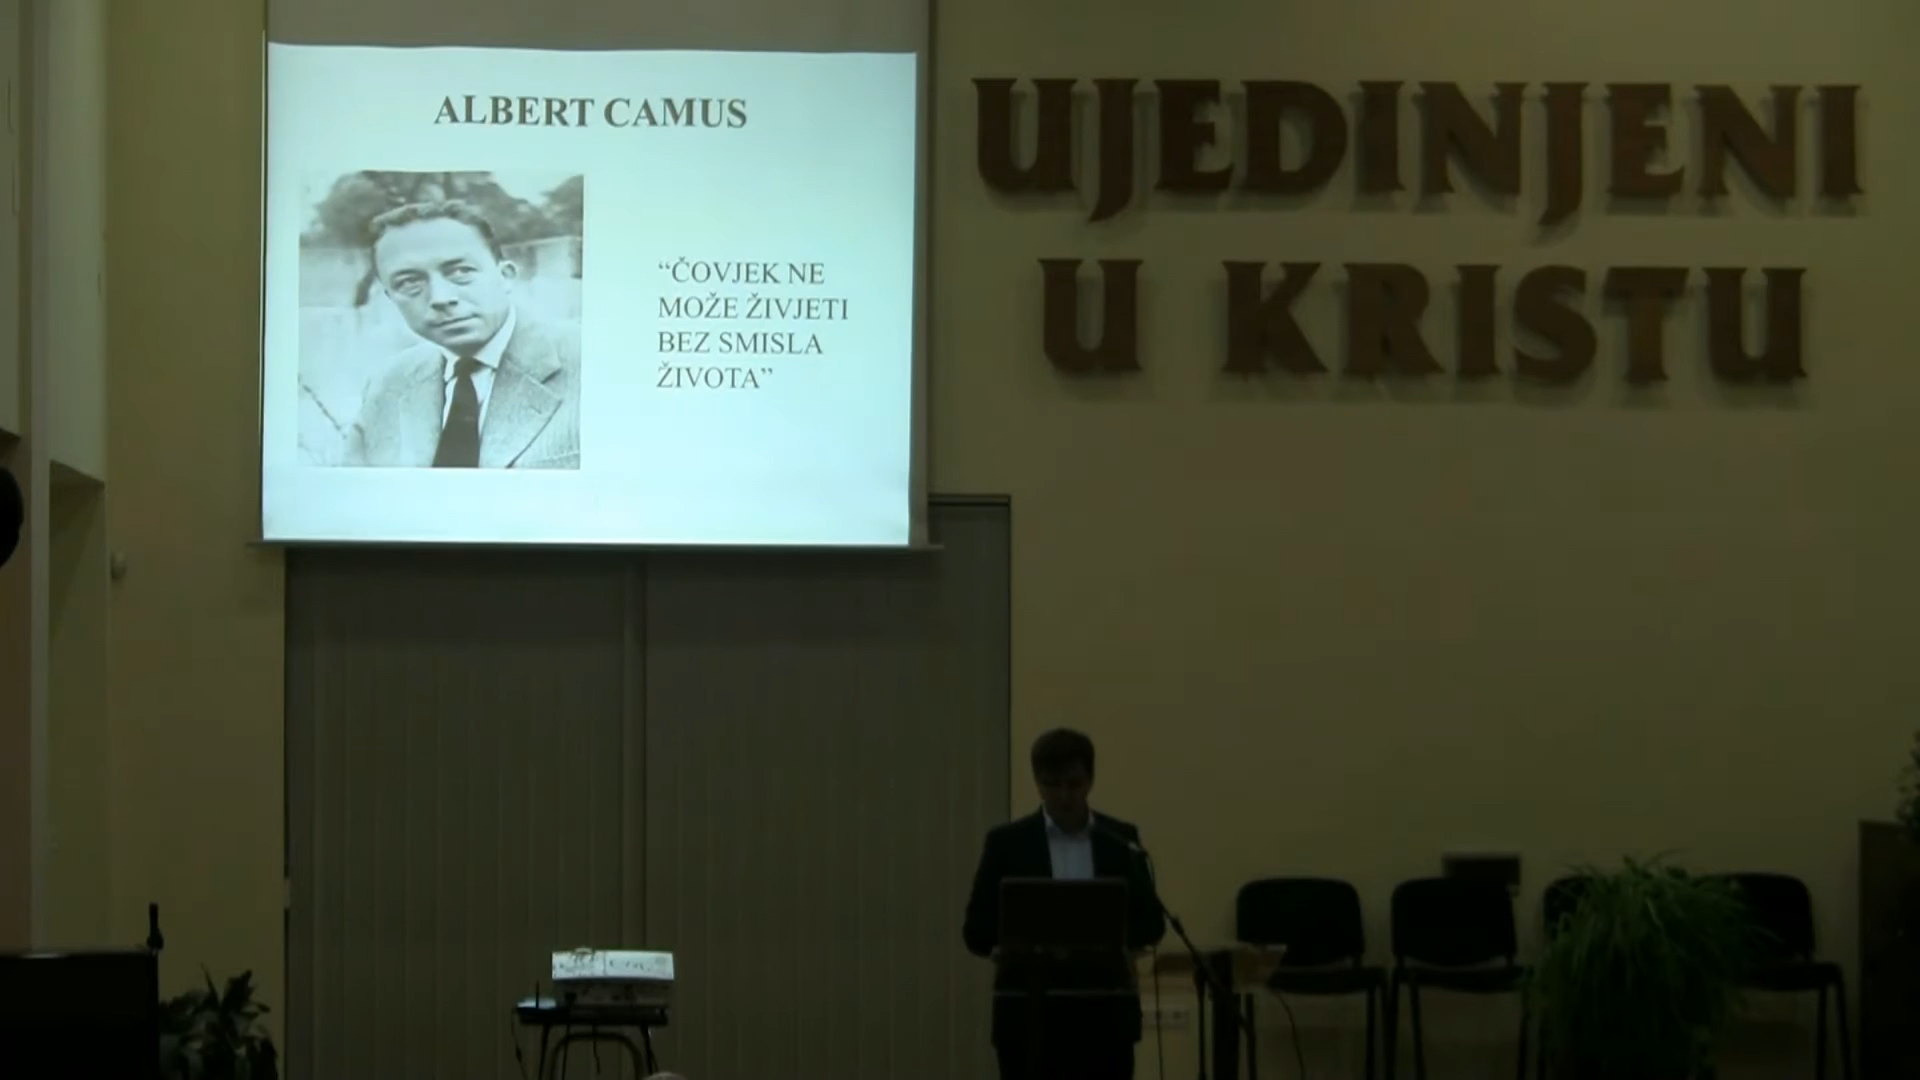 ALBERT CAMUS
“ČOVJEK NE
MOŽE ŽIVJETI
BEZ SMISLA
ŽIVOTA”
UJEDINJENI
U KRISTU